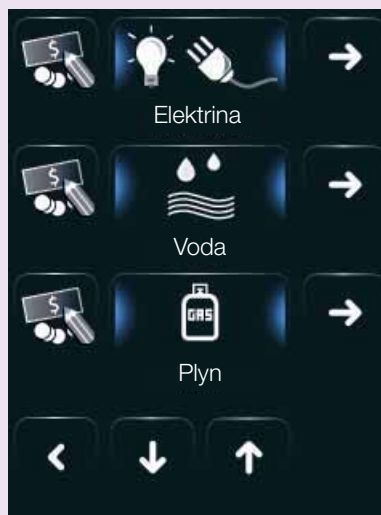 $
Elektrina
$
Voda
$
GAS
Plyn